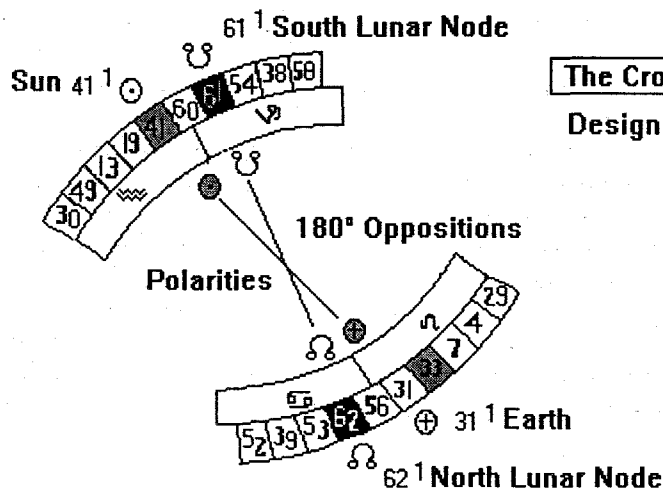 61 1 South Lunar Node
Sun 41 1
The Cro
Design
30 49 13 19 41 60 61 54 38 58
180° Oppositions
Polarities
52 39 53 62 56 31 33 7 4 29
31 1 Earth
62 1 North Lunar Node